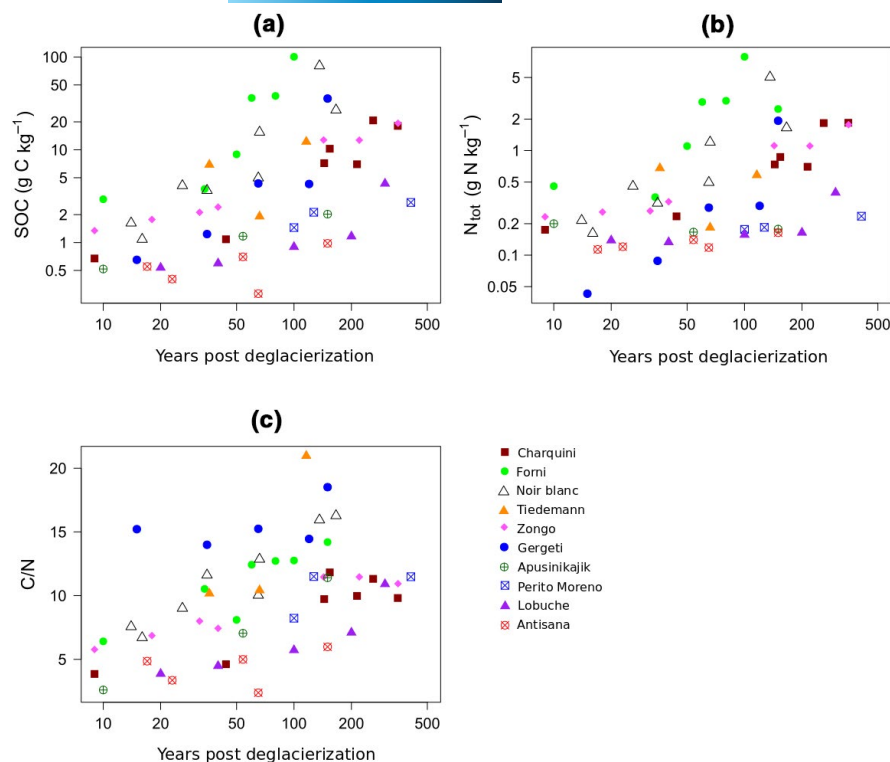 (a)
SOC (g C kg⁻¹)
100
50
20
10
5
2
1
0.5
10 20 50 100 200 500
Years post deglacierization
(b)
Ntot (g N kg⁻¹)
5
2
1
0.5
0.2
0.1
0.05
10 20 50 100 200 500
Years post deglacierization
(c)
C/N
20
15
10
5
10 20 50 100 200 500
Years post deglacierization
Charquini
Forni
Noir blanc
Tiedemann
Zongo
Gergeti
Apusinikajik
Perito Moreno
Lobuche
Antisana